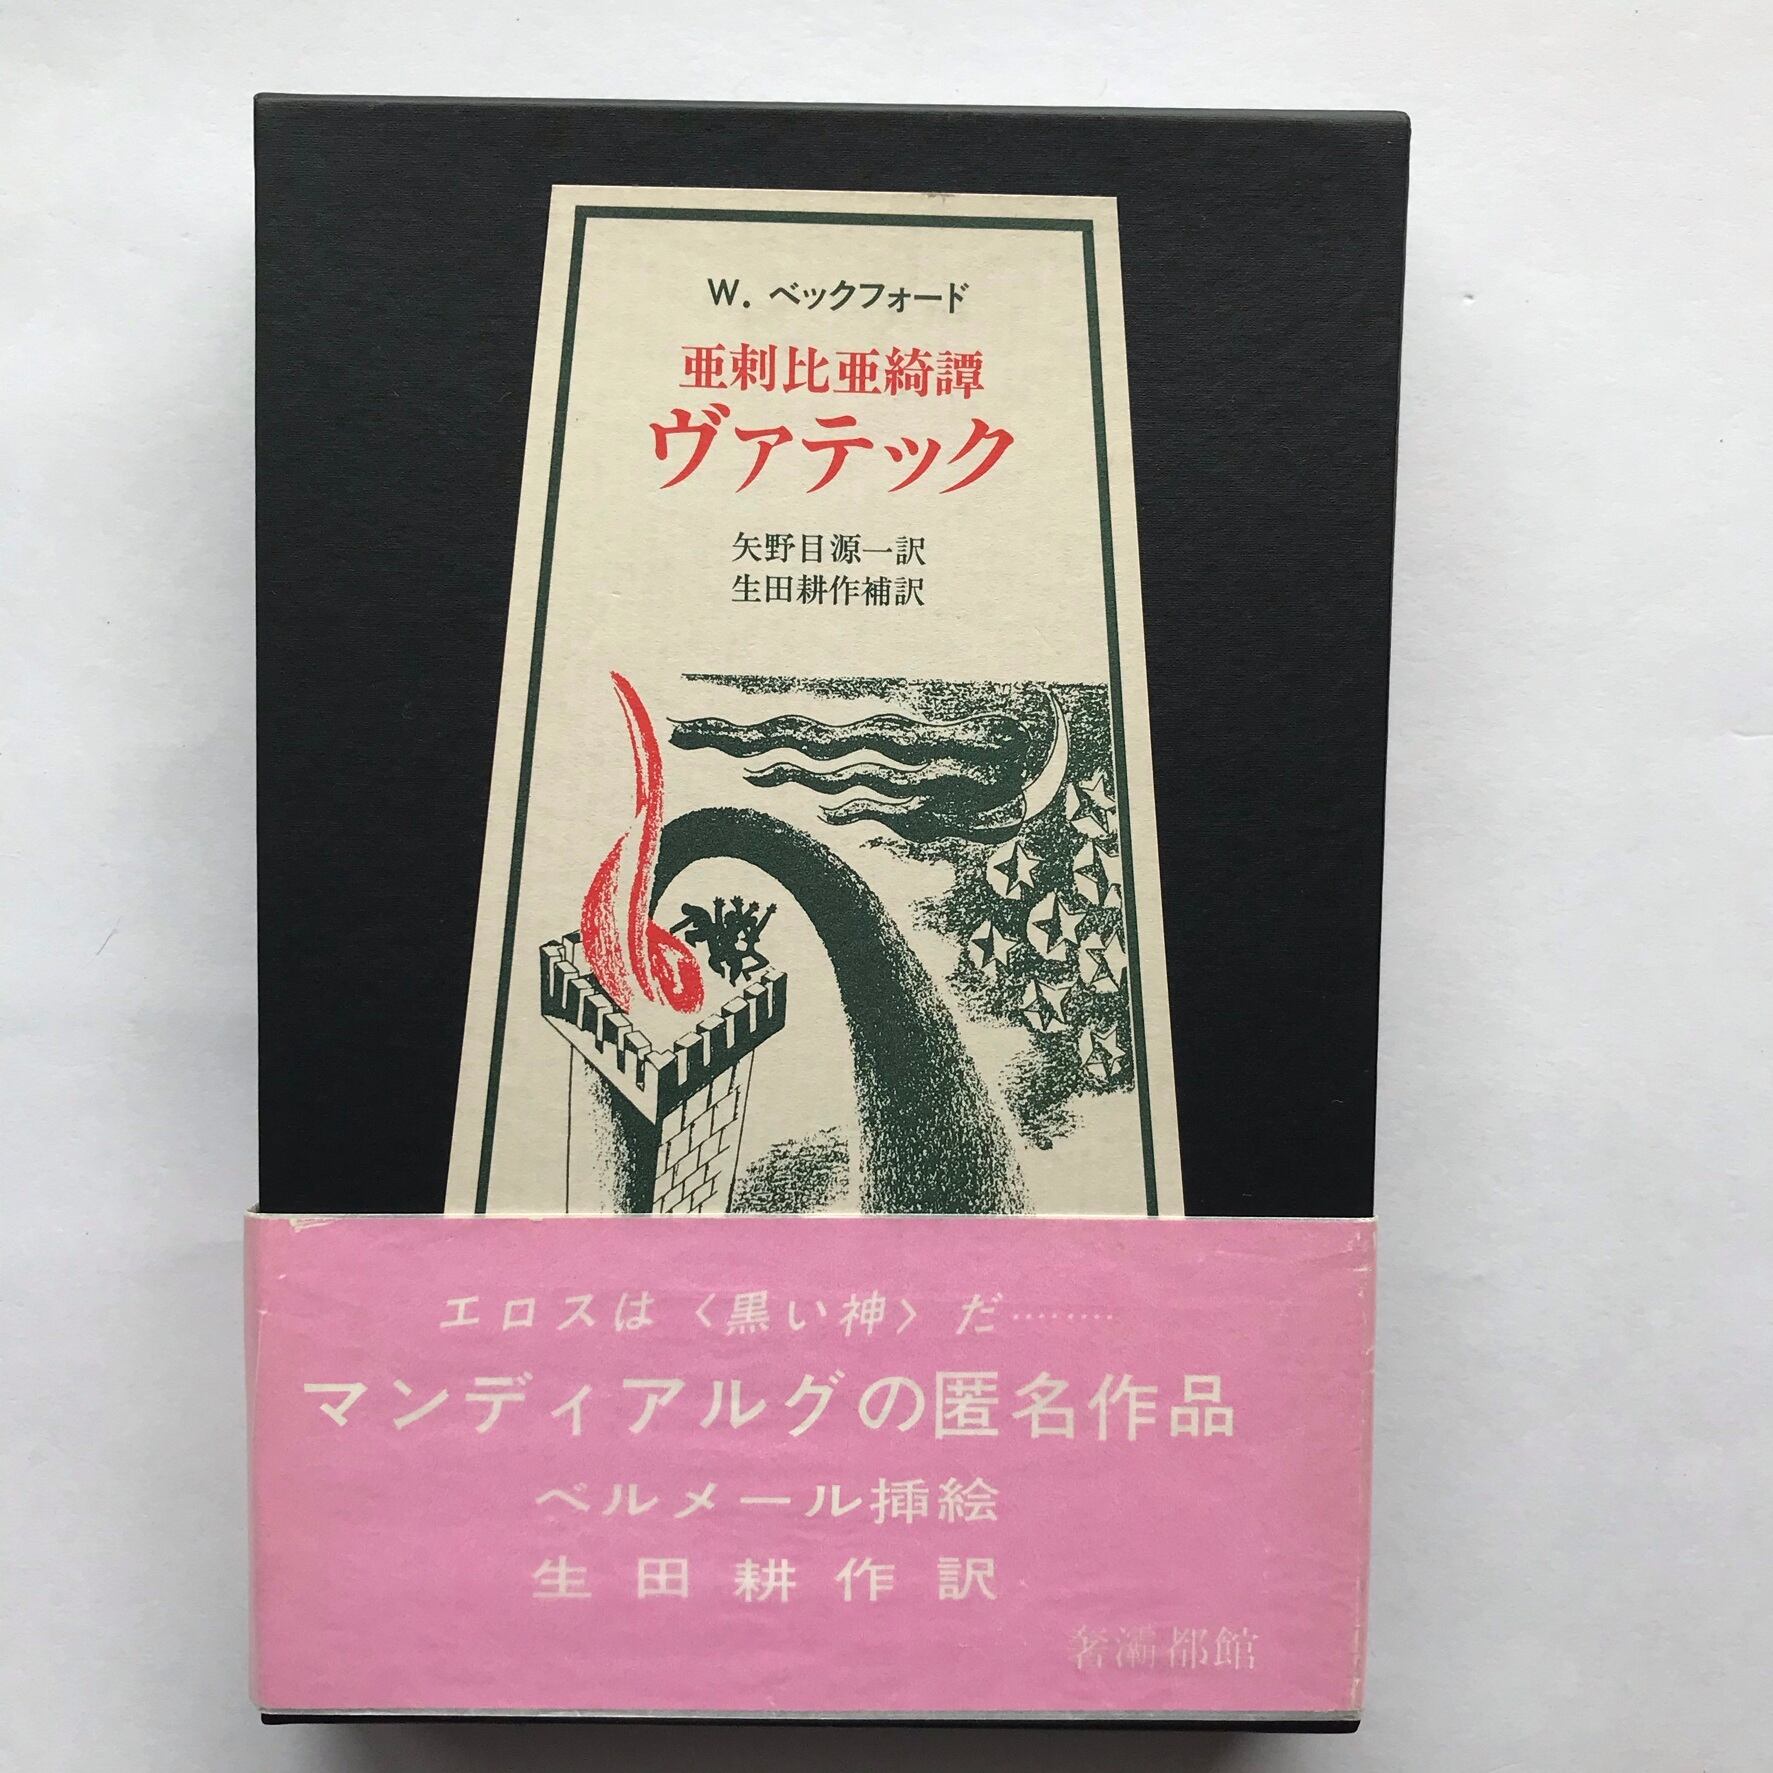 W. ベックフォード
亜刺比亜綺譚
ヴァテック
矢野目源一訳
生田耕作補訳
エロスは〈黒い神〉だ………
マンディアルグの匿名作品
ベルメール挿絵
生田耕作訳
奢灞都館